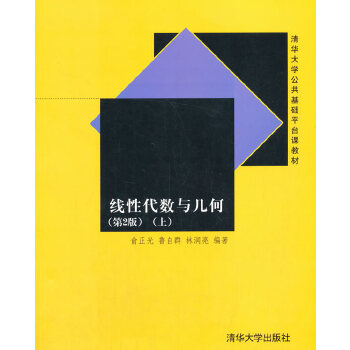 清华大学公共基础平台课教材
线性代数与几何
(第2版) (上)
俞正光 鲁自群 林润亮 编著
清华大学出版社